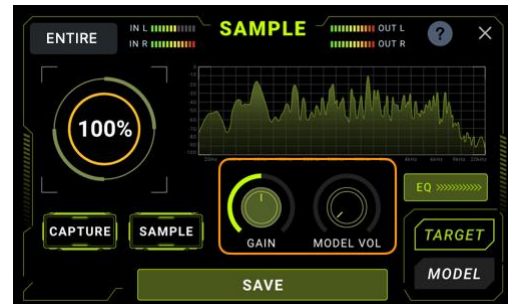 ENTIRE
IN L
IN R
SAMPLE
OUT L
OUT R
?
100%
EQ
CAPTURE
SAMPLE
GAIN
MODEL VOL
TARGET
MODEL
SAVE